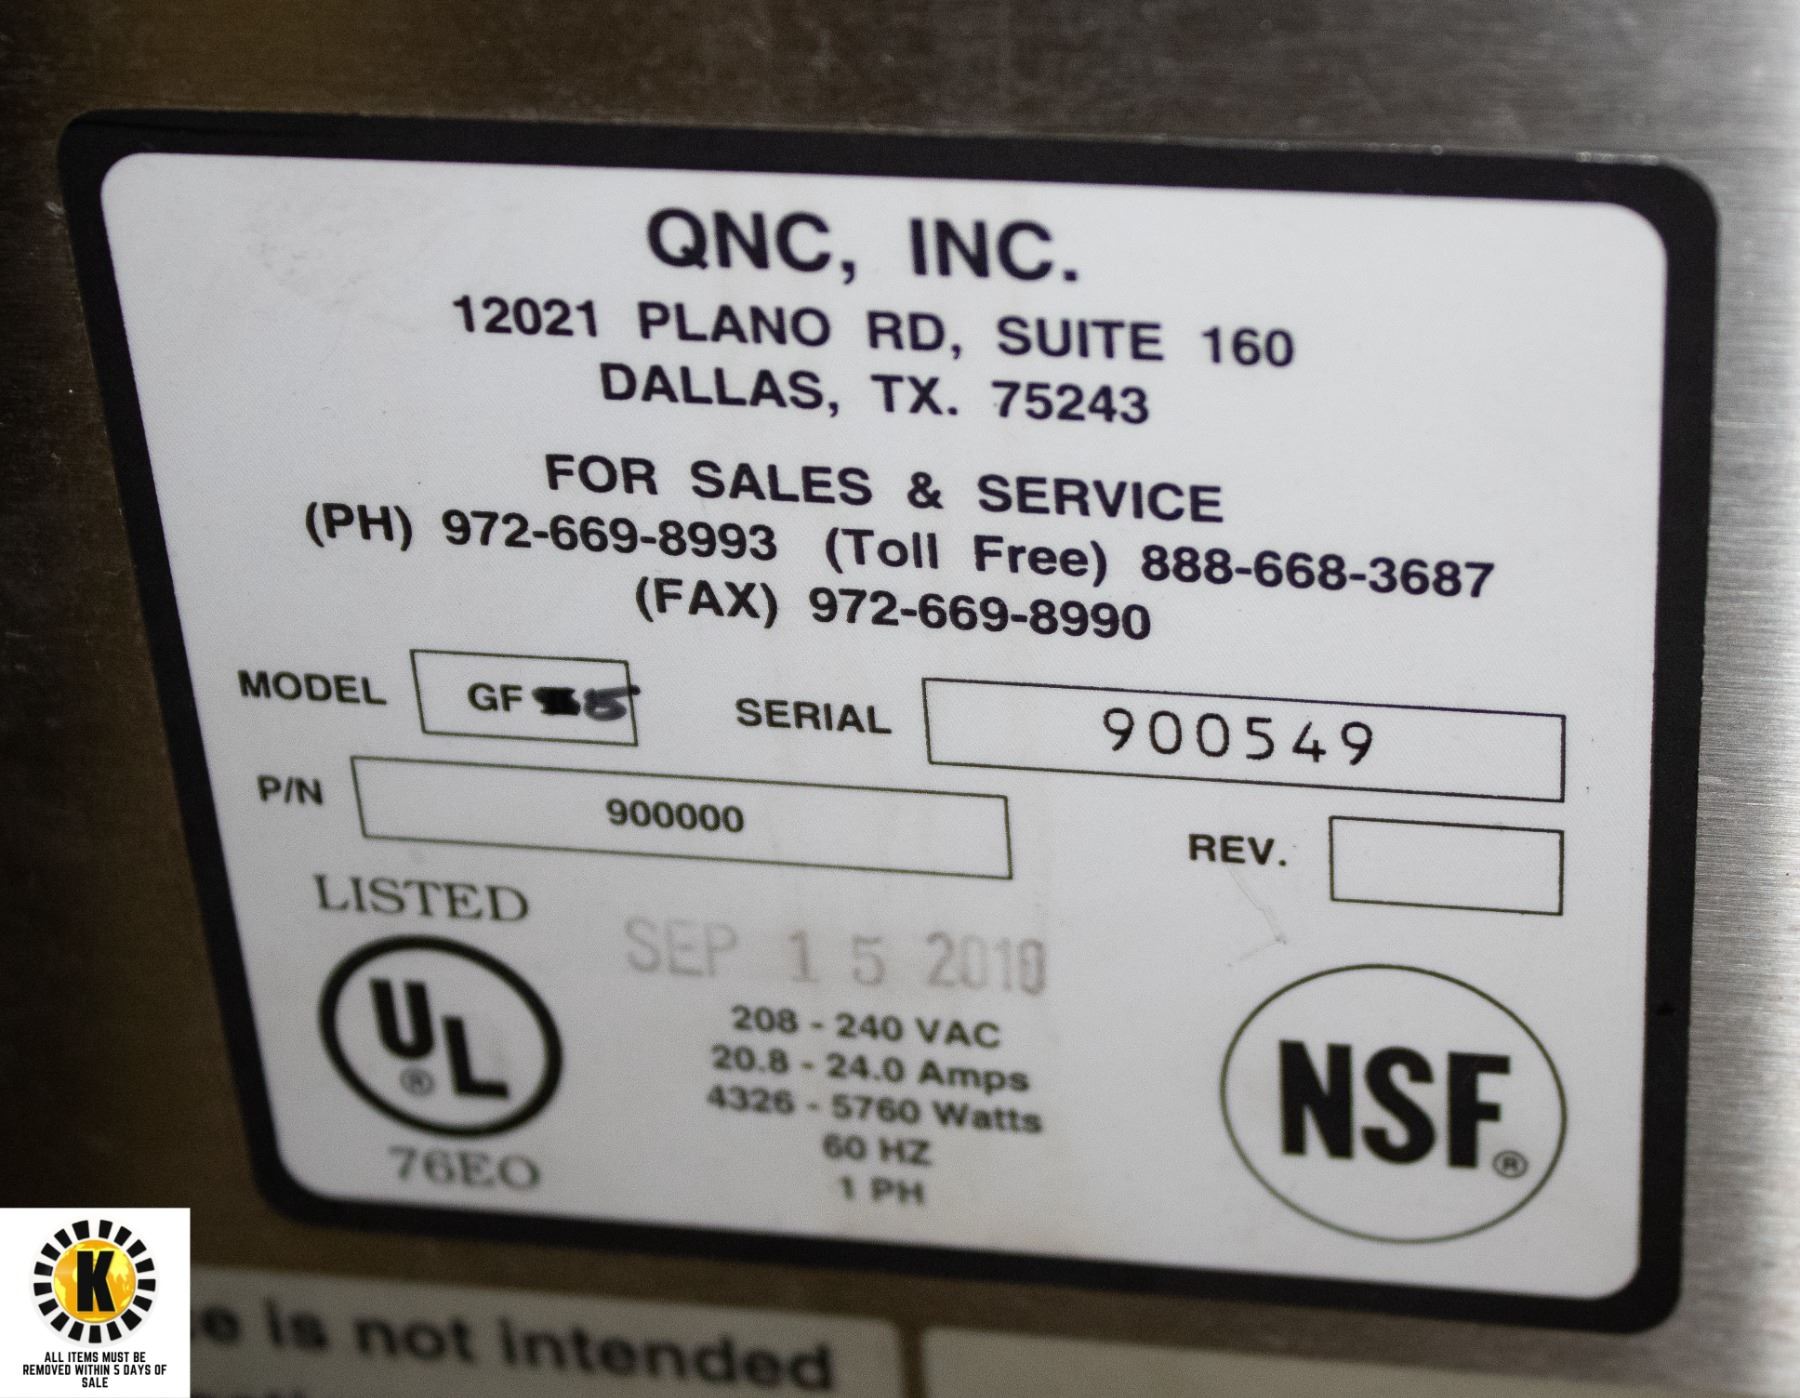 QNC, INC.
12021 PLANO RD, SUITE 160
DALLAS, TX. 75243
FOR SALES & SERVICE
(PH) 972-669-8993 (Toll Free) 888-668-3687
(FAX) 972-669-8990
MODEL GF 5 SERIAL 900549
P/N 900000 REV.
LISTED
SEP 15 2010
UL ®
76EO
208 - 240 VAC
20.8 - 24.0 Amps
4326 - 5760 Watts
60 HZ
1 PH
NSF®
is not intended
K
ALL ITEMS MUST BE
REMOVED WITHIN 5 DAYS OF
SALE